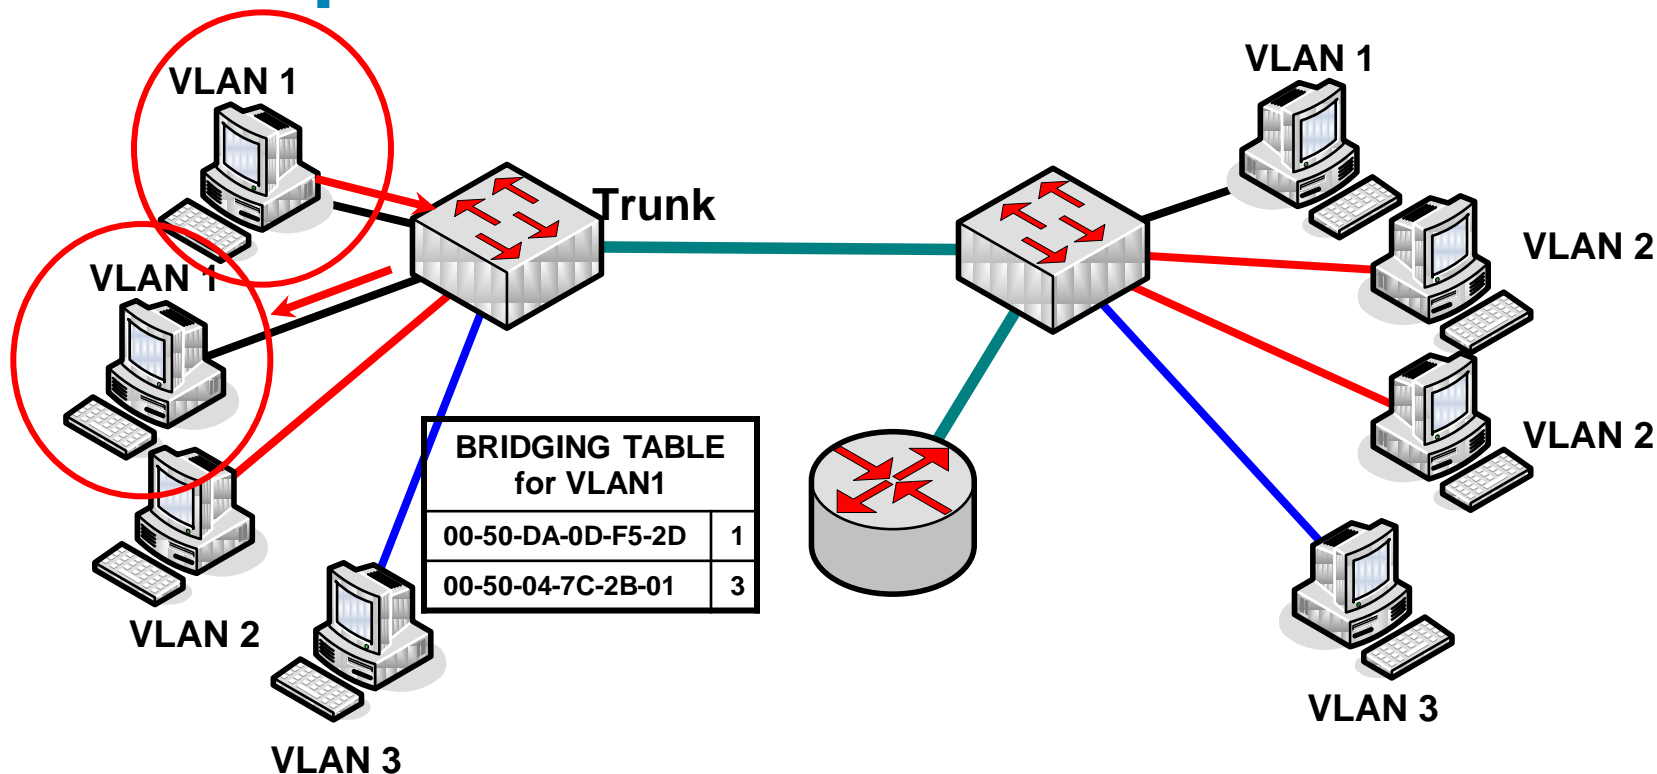 VLAN 1
VLAN 1
Trunk
VLAN 1
VLAN 2
VLAN 2
BRIDGING TABLE
for VLAN1
00-50-DA-0D-F5-2D 1
00-50-04-7C-2B-01 3
VLAN 2
VLAN 3
VLAN 3